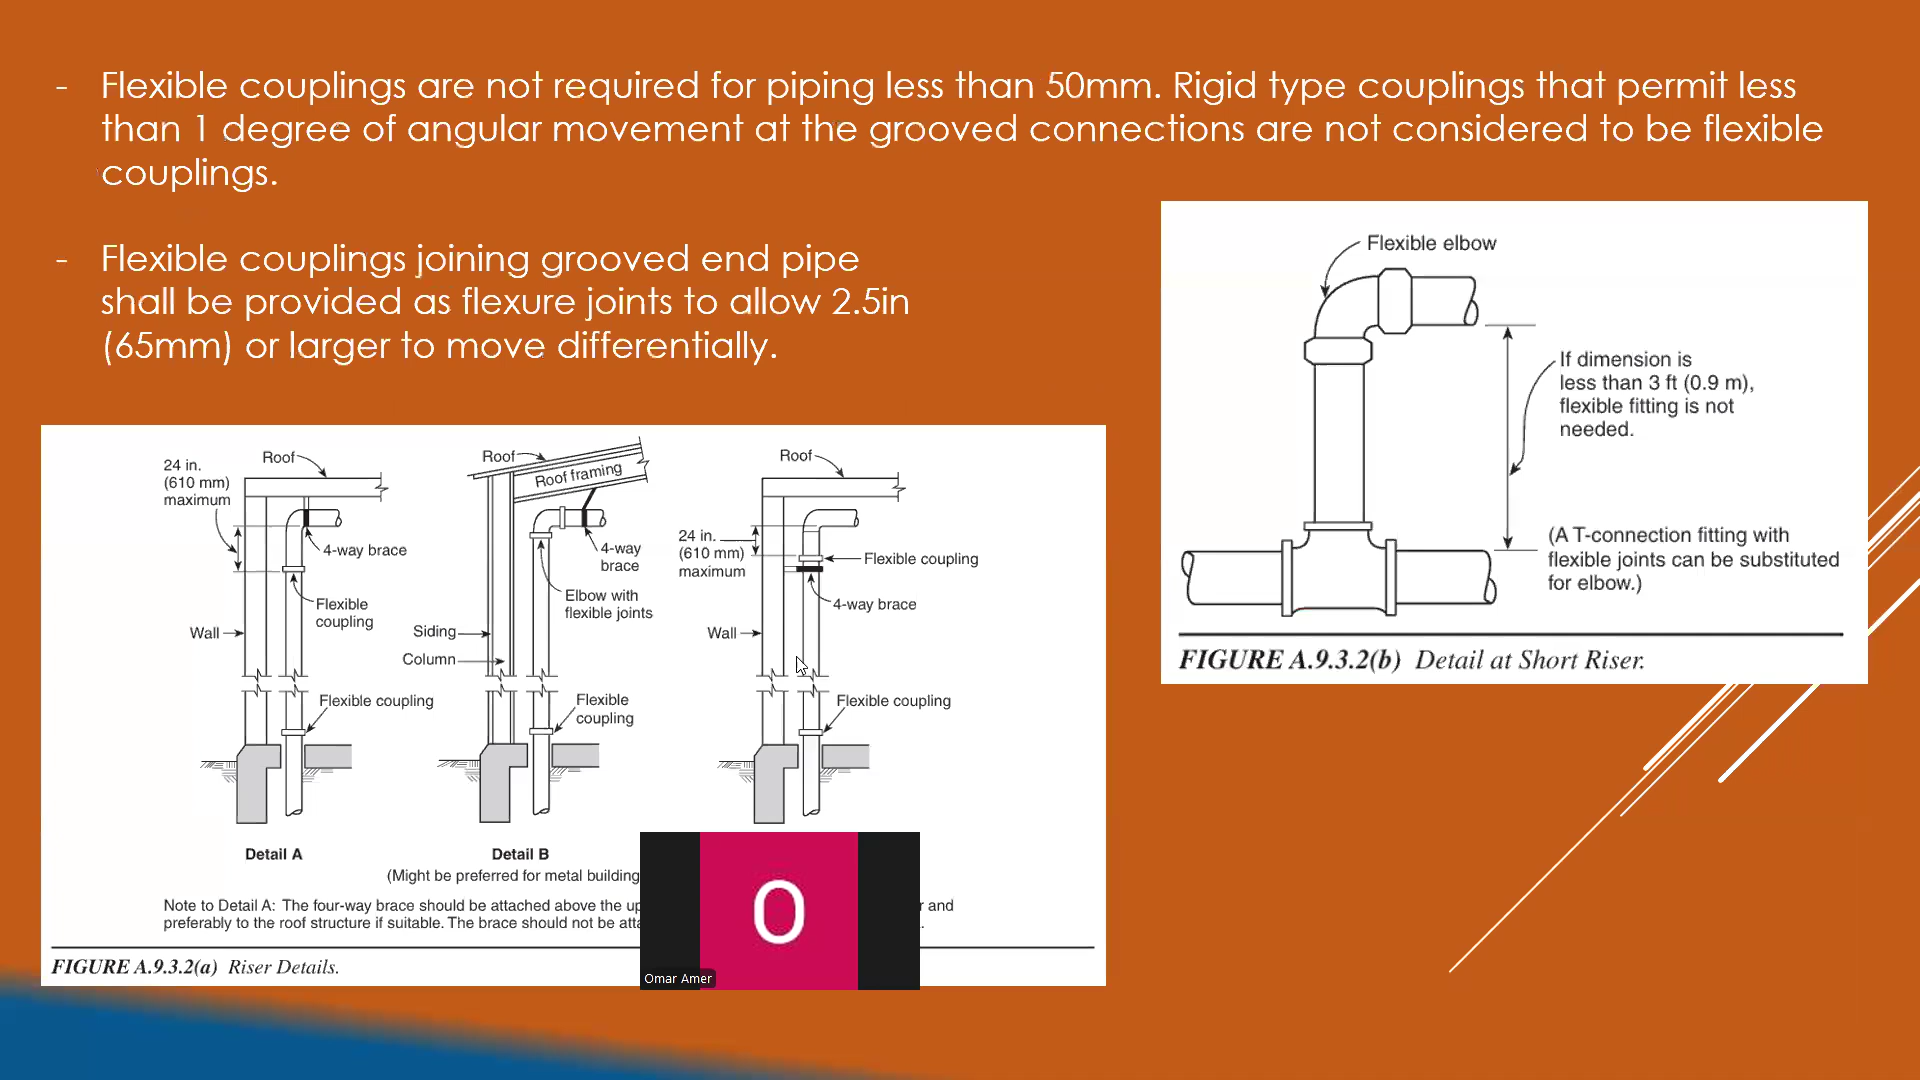 - Flexible couplings are not required for piping less than 50mm. Rigid type couplings that permit less
than 1 degree of angular movement at the grooved connections are not considered to be flexible
couplings.
- Flexible couplings joining grooved end pipe
shall be provided as flexure joints to allow 2.5in
(65mm) or larger to move differentially.
Flexible elbow
If dimension is
less than 3 ft (0.9 m),
flexible fitting is not
needed.
(A T-connection fitting with
flexible joints can be substituted
for elbow.)
FIGURE A.9.3.2(b) Detail at Short Riser.
24 in.
(610 mm)
maximum
Roof
4-way brace
Flexible
coupling
Wall
Flexible coupling
Detail A
Roof
Roof framing
4-way
brace
Elbow with
flexible joints
Siding
Column
Flexible
coupling
Detail B
Roof
24 in.
(610 mm)
maximum
Flexible coupling
4-way brace
Wall
Flexible coupling
(Might be preferred for metal building
Note to Detail A: The four-way brace should be attached above the and
preferably to the roof structure if suitable. The brace should not be
FIGURE A.9.3.2(a) Riser Details.
O
Omar Amer